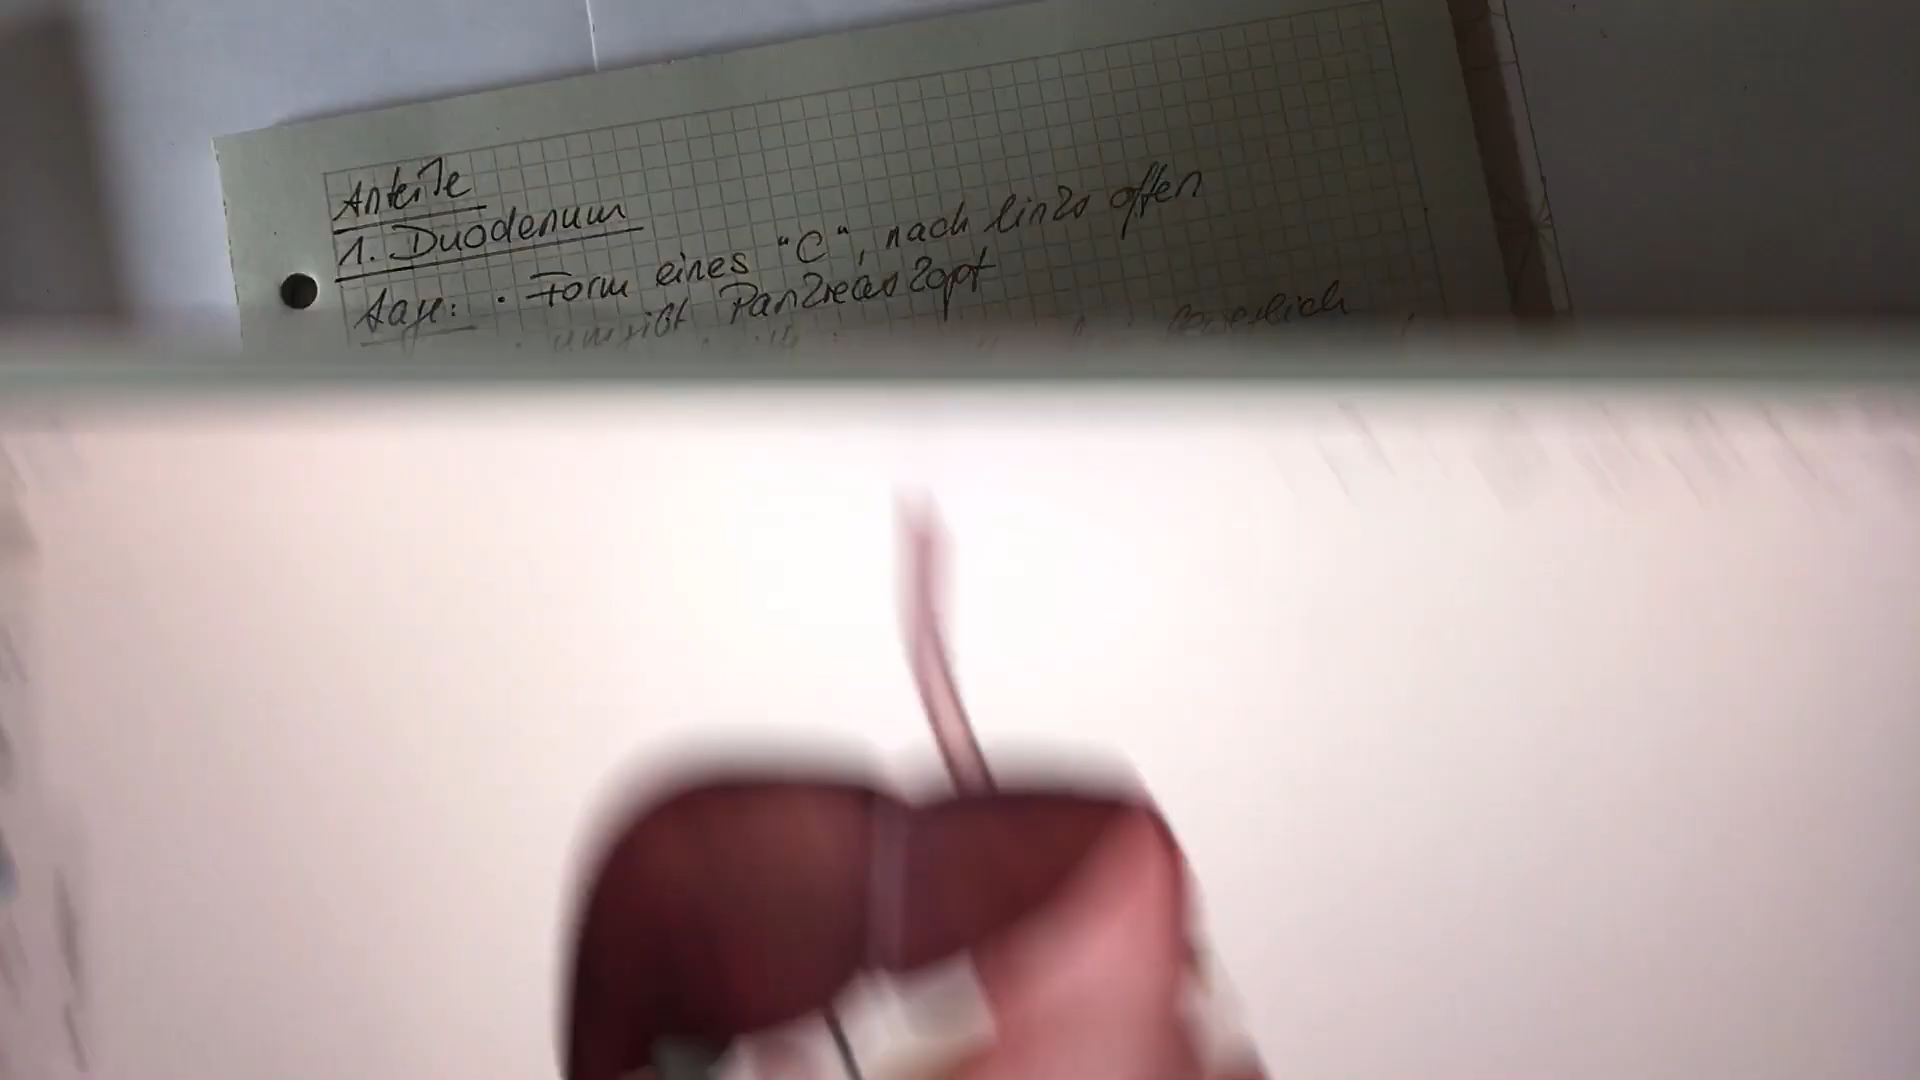 Anteile
1. Duodenum
Lage: · Form eines "C", nach links offen
· umgibt Pankreaskopf